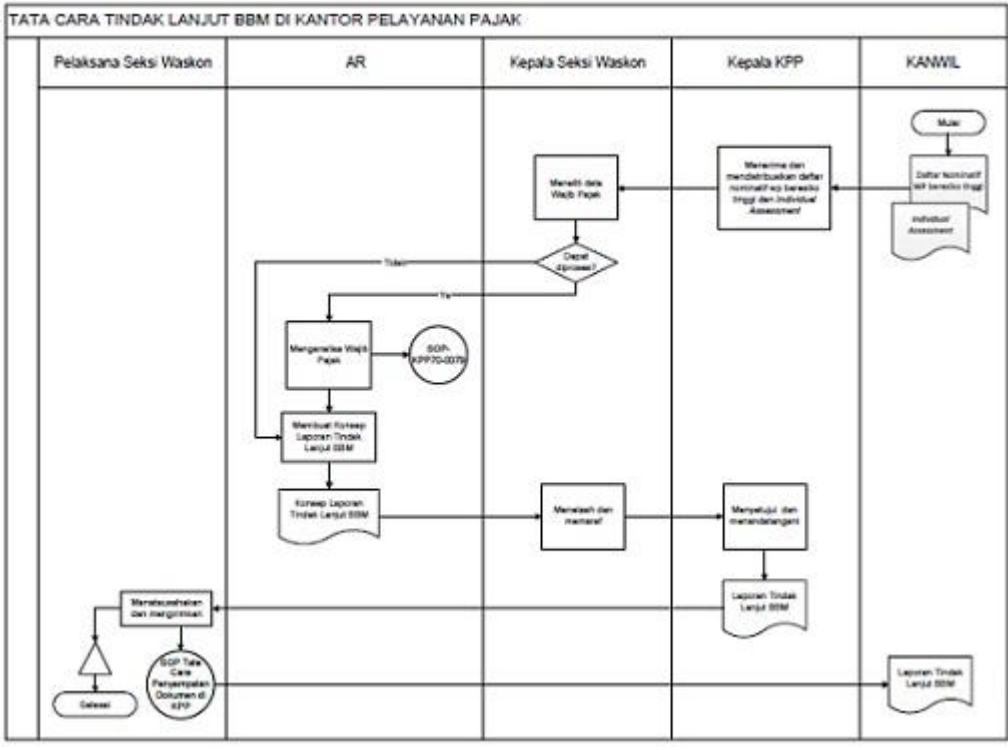 TATA CARA TINDAK LANJUT BBM DI KANTOR PELAYANAN PAJAK
Pelaksana Seksi Waskon
AR
Kepala Seksi Waskon
Kepala KPP
KANWIL
Mulai
Daftar Nominatif
WP beresiko tinggi
Individual
Assessment
Menerima dan
mendistribusikan daftar
nominatif wp beresiko
tinggi dan Individual
Assessment
Meneliti data
Wajib Pajak
Dapat
diproses?
Tidak
Ya
Menganalisa Wajib
Pajak
SOP-
KPP70-0079
Membuat Konsep
Laporan Tindak
Lanjut BBM
Konsep Laporan
Tindak Lanjut BBM
Menelaah dan
memaraf
Menyetujui dan
menandatangani
Laporan Tindak
Lanjut BBM
Menatausahakan
dan mengirimkan
SOP Tata
Cara
Penyampaian
Dokumen di
KPP
Selesai
Laporan Tindak
Lanjut BBM